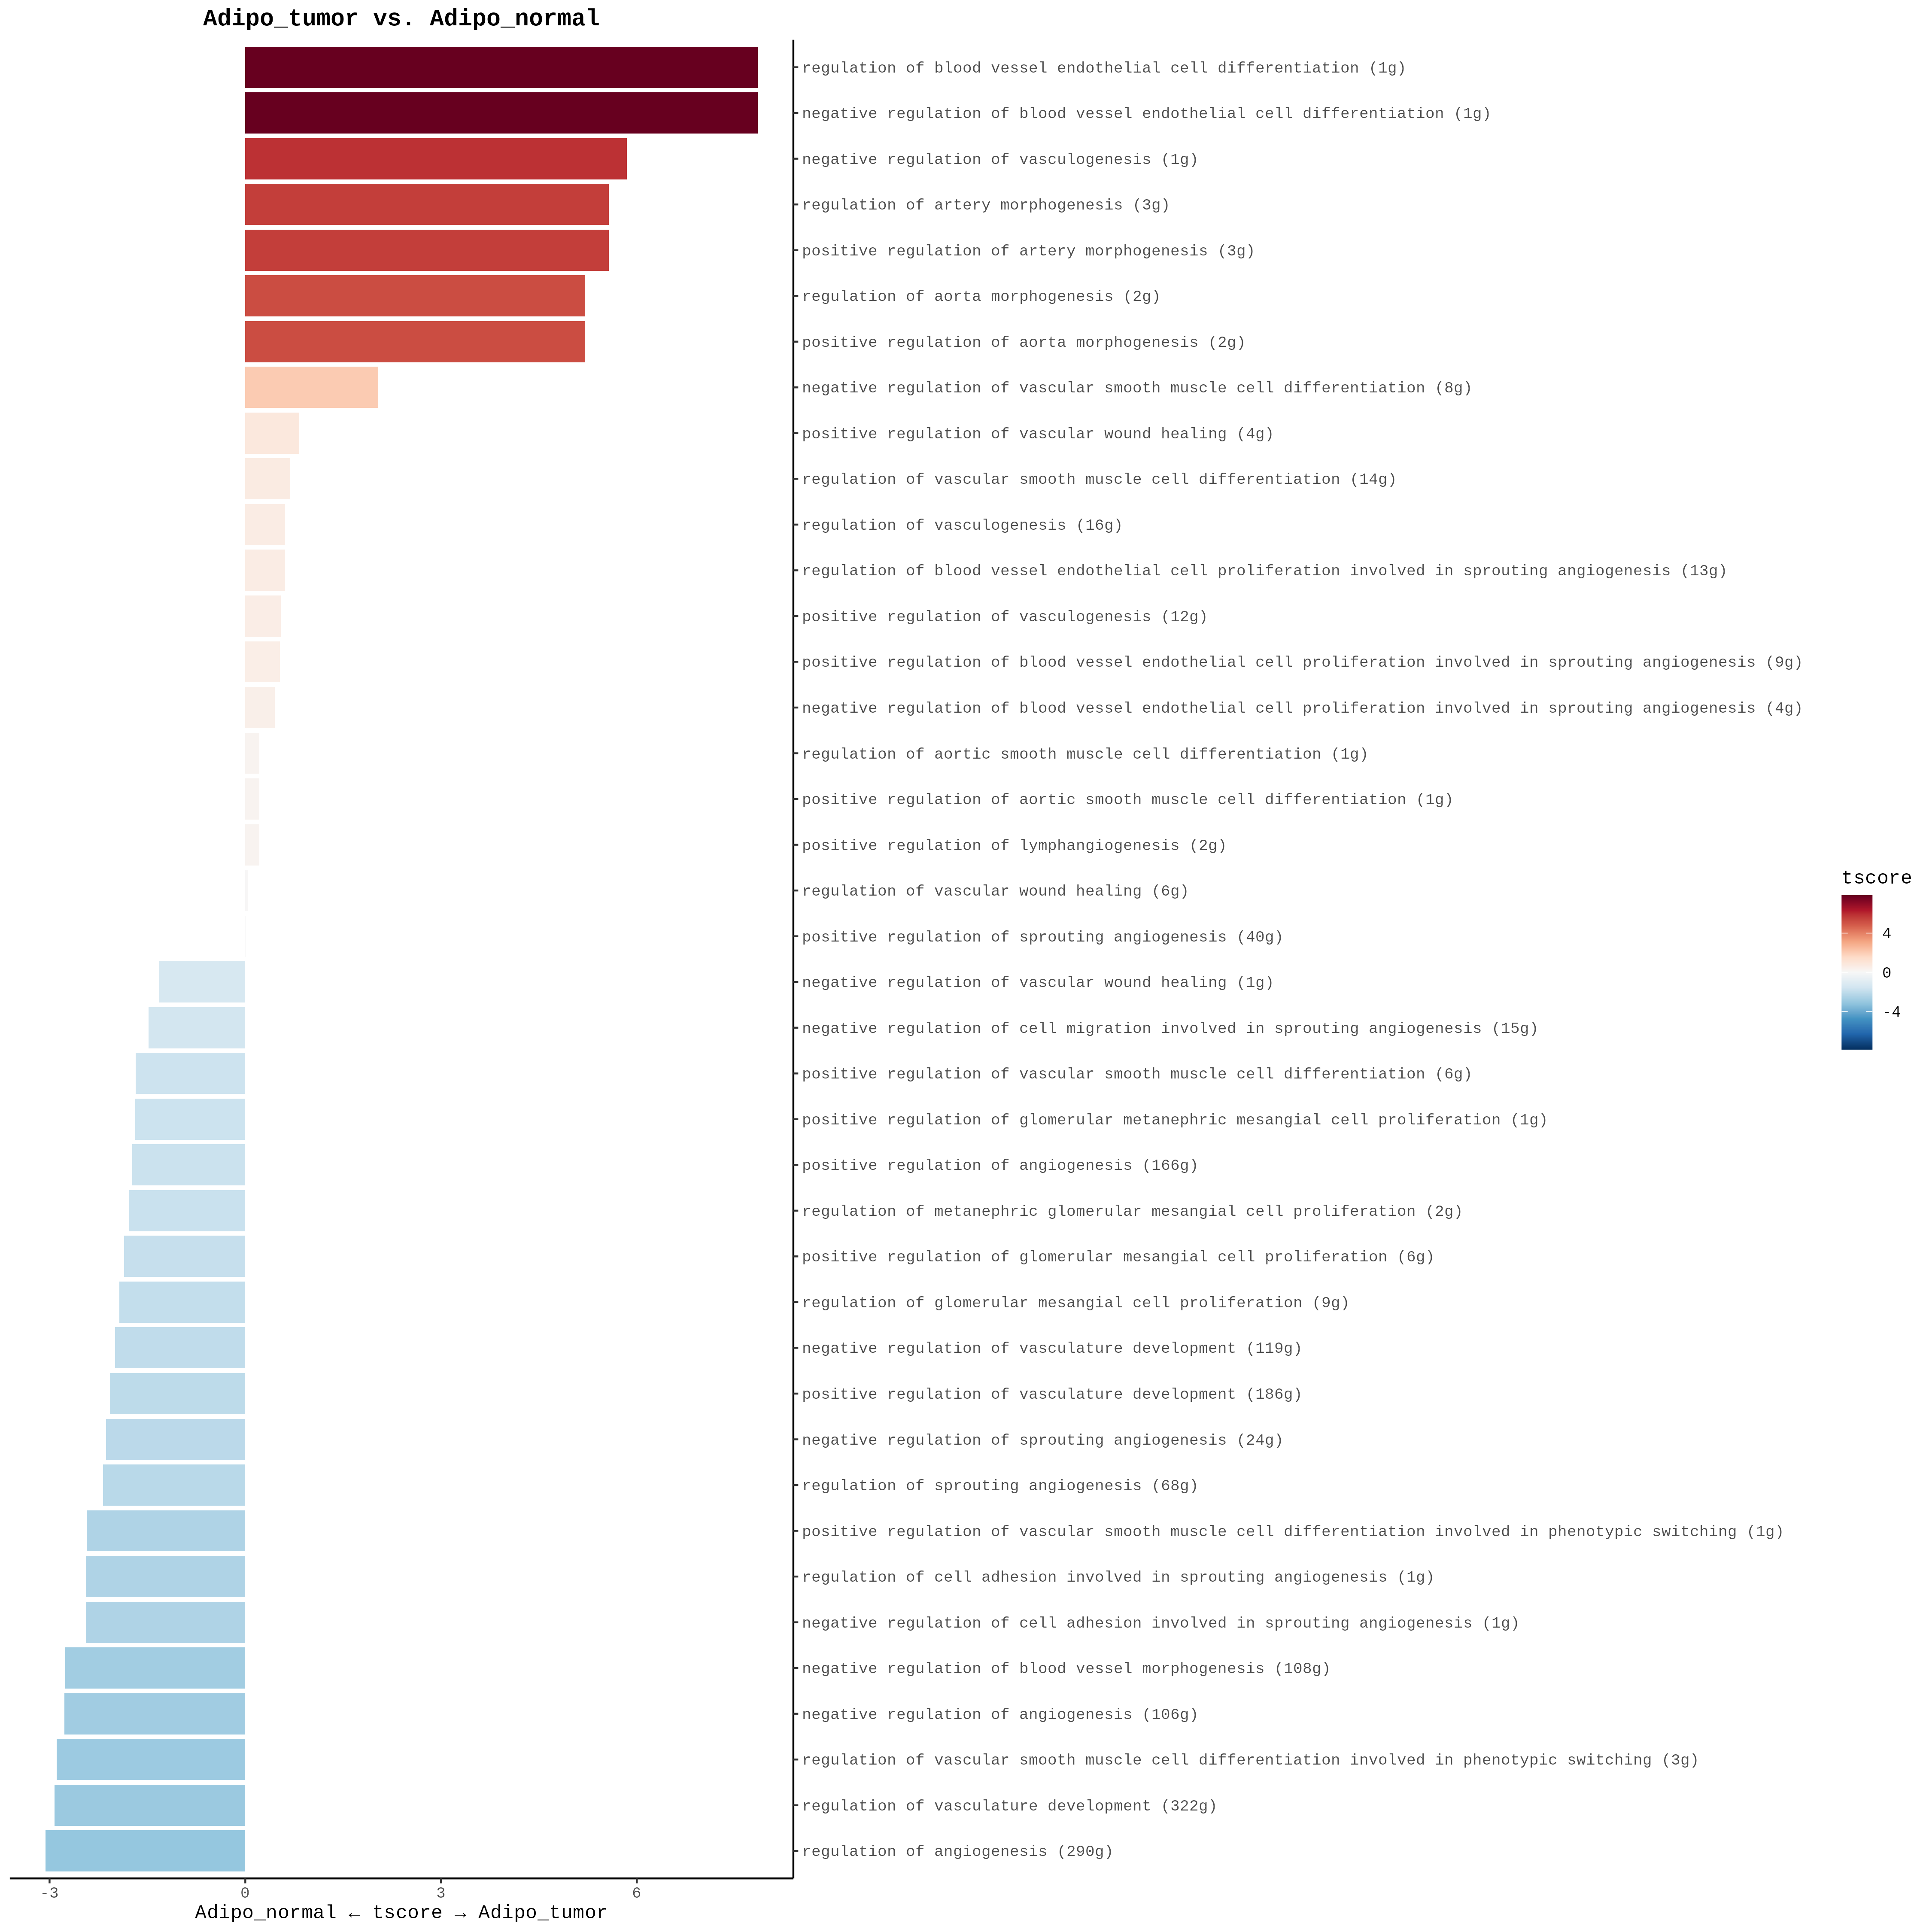 Adipo_tumor vs. Adipo_normal
regulation of blood vessel endothelial cell differentiation (1g)
negative regulation of blood vessel endothelial cell differentiation (1g)
negative regulation of vasculogenesis (1g)
regulation of artery morphogenesis (3g)
positive regulation of artery morphogenesis (3g)
regulation of aorta morphogenesis (2g)
positive regulation of aorta morphogenesis (2g)
negative regulation of vascular smooth muscle cell differentiation (8g)
positive regulation of vascular wound healing (4g)
regulation of vascular smooth muscle cell differentiation (14g)
regulation of vasculogenesis (16g)
regulation of blood vessel endothelial cell proliferation involved in sprouting angiogenesis (13g)
positive regulation of vasculogenesis (12g)
positive regulation of blood vessel endothelial cell proliferation involved in sprouting angiogenesis (9g)
negative regulation of blood vessel endothelial cell proliferation involved in sprouting angiogenesis (4g)
regulation of aortic smooth muscle cell differentiation (1g)
positive regulation of aortic smooth muscle cell differentiation (1g)
positive regulation of lymphangiogenesis (2g)
regulation of vascular wound healing (6g)
positive regulation of sprouting angiogenesis (40g)
negative regulation of vascular wound healing (1g)
negative regulation of cell migration involved in sprouting angiogenesis (15g)
positive regulation of vascular smooth muscle cell differentiation (6g)
positive regulation of glomerular metanephric mesangial cell proliferation (1g)
positive regulation of angiogenesis (166g)
regulation of metanephric glomerular mesangial cell proliferation (2g)
positive regulation of glomerular mesangial cell proliferation (6g)
regulation of glomerular mesangial cell proliferation (9g)
negative regulation of vasculature development (119g)
positive regulation of vasculature development (186g)
negative regulation of sprouting angiogenesis (24g)
regulation of sprouting angiogenesis (68g)
positive regulation of vascular smooth muscle cell differentiation involved in phenotypic switching (1g)
regulation of cell adhesion involved in sprouting angiogenesis (1g)
negative regulation of cell adhesion involved in sprouting angiogenesis (1g)
negative regulation of blood vessel morphogenesis (108g)
negative regulation of angiogenesis (106g)
regulation of vascular smooth muscle cell differentiation involved in phenotypic switching (3g)
regulation of vasculature development (322g)
regulation of angiogenesis (290g)
-3 0 3 6
Adipo_normal ← tscore → Adipo_tumor
tscore
4
0
-4